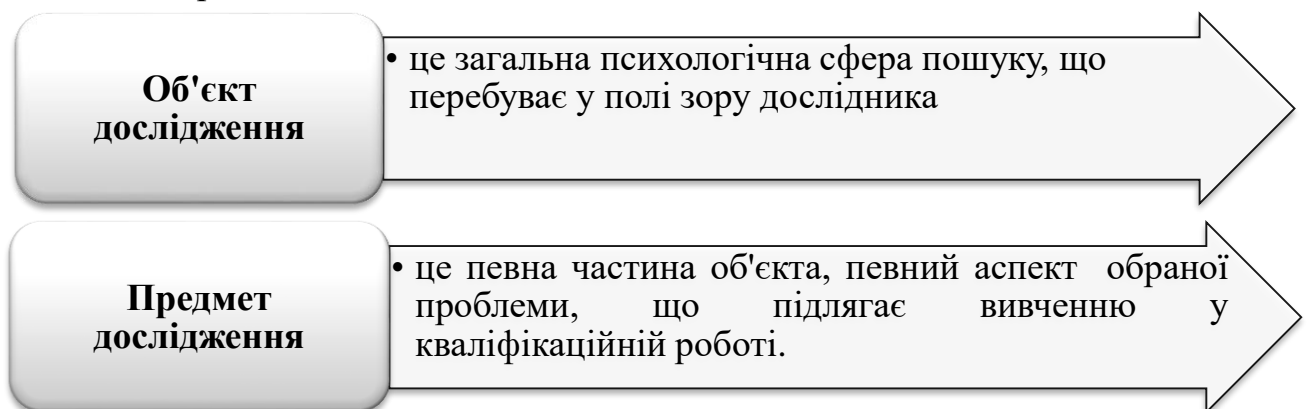 Об'єкт
дослідження
• це загальна психологічна сфера пошуку, що
перебуває у полі зору дослідника
Предмет
дослідження
• це певна частина об'єкта, певний аспект обраної
проблеми, що підлягає вивченню у
кваліфікаційній роботі.